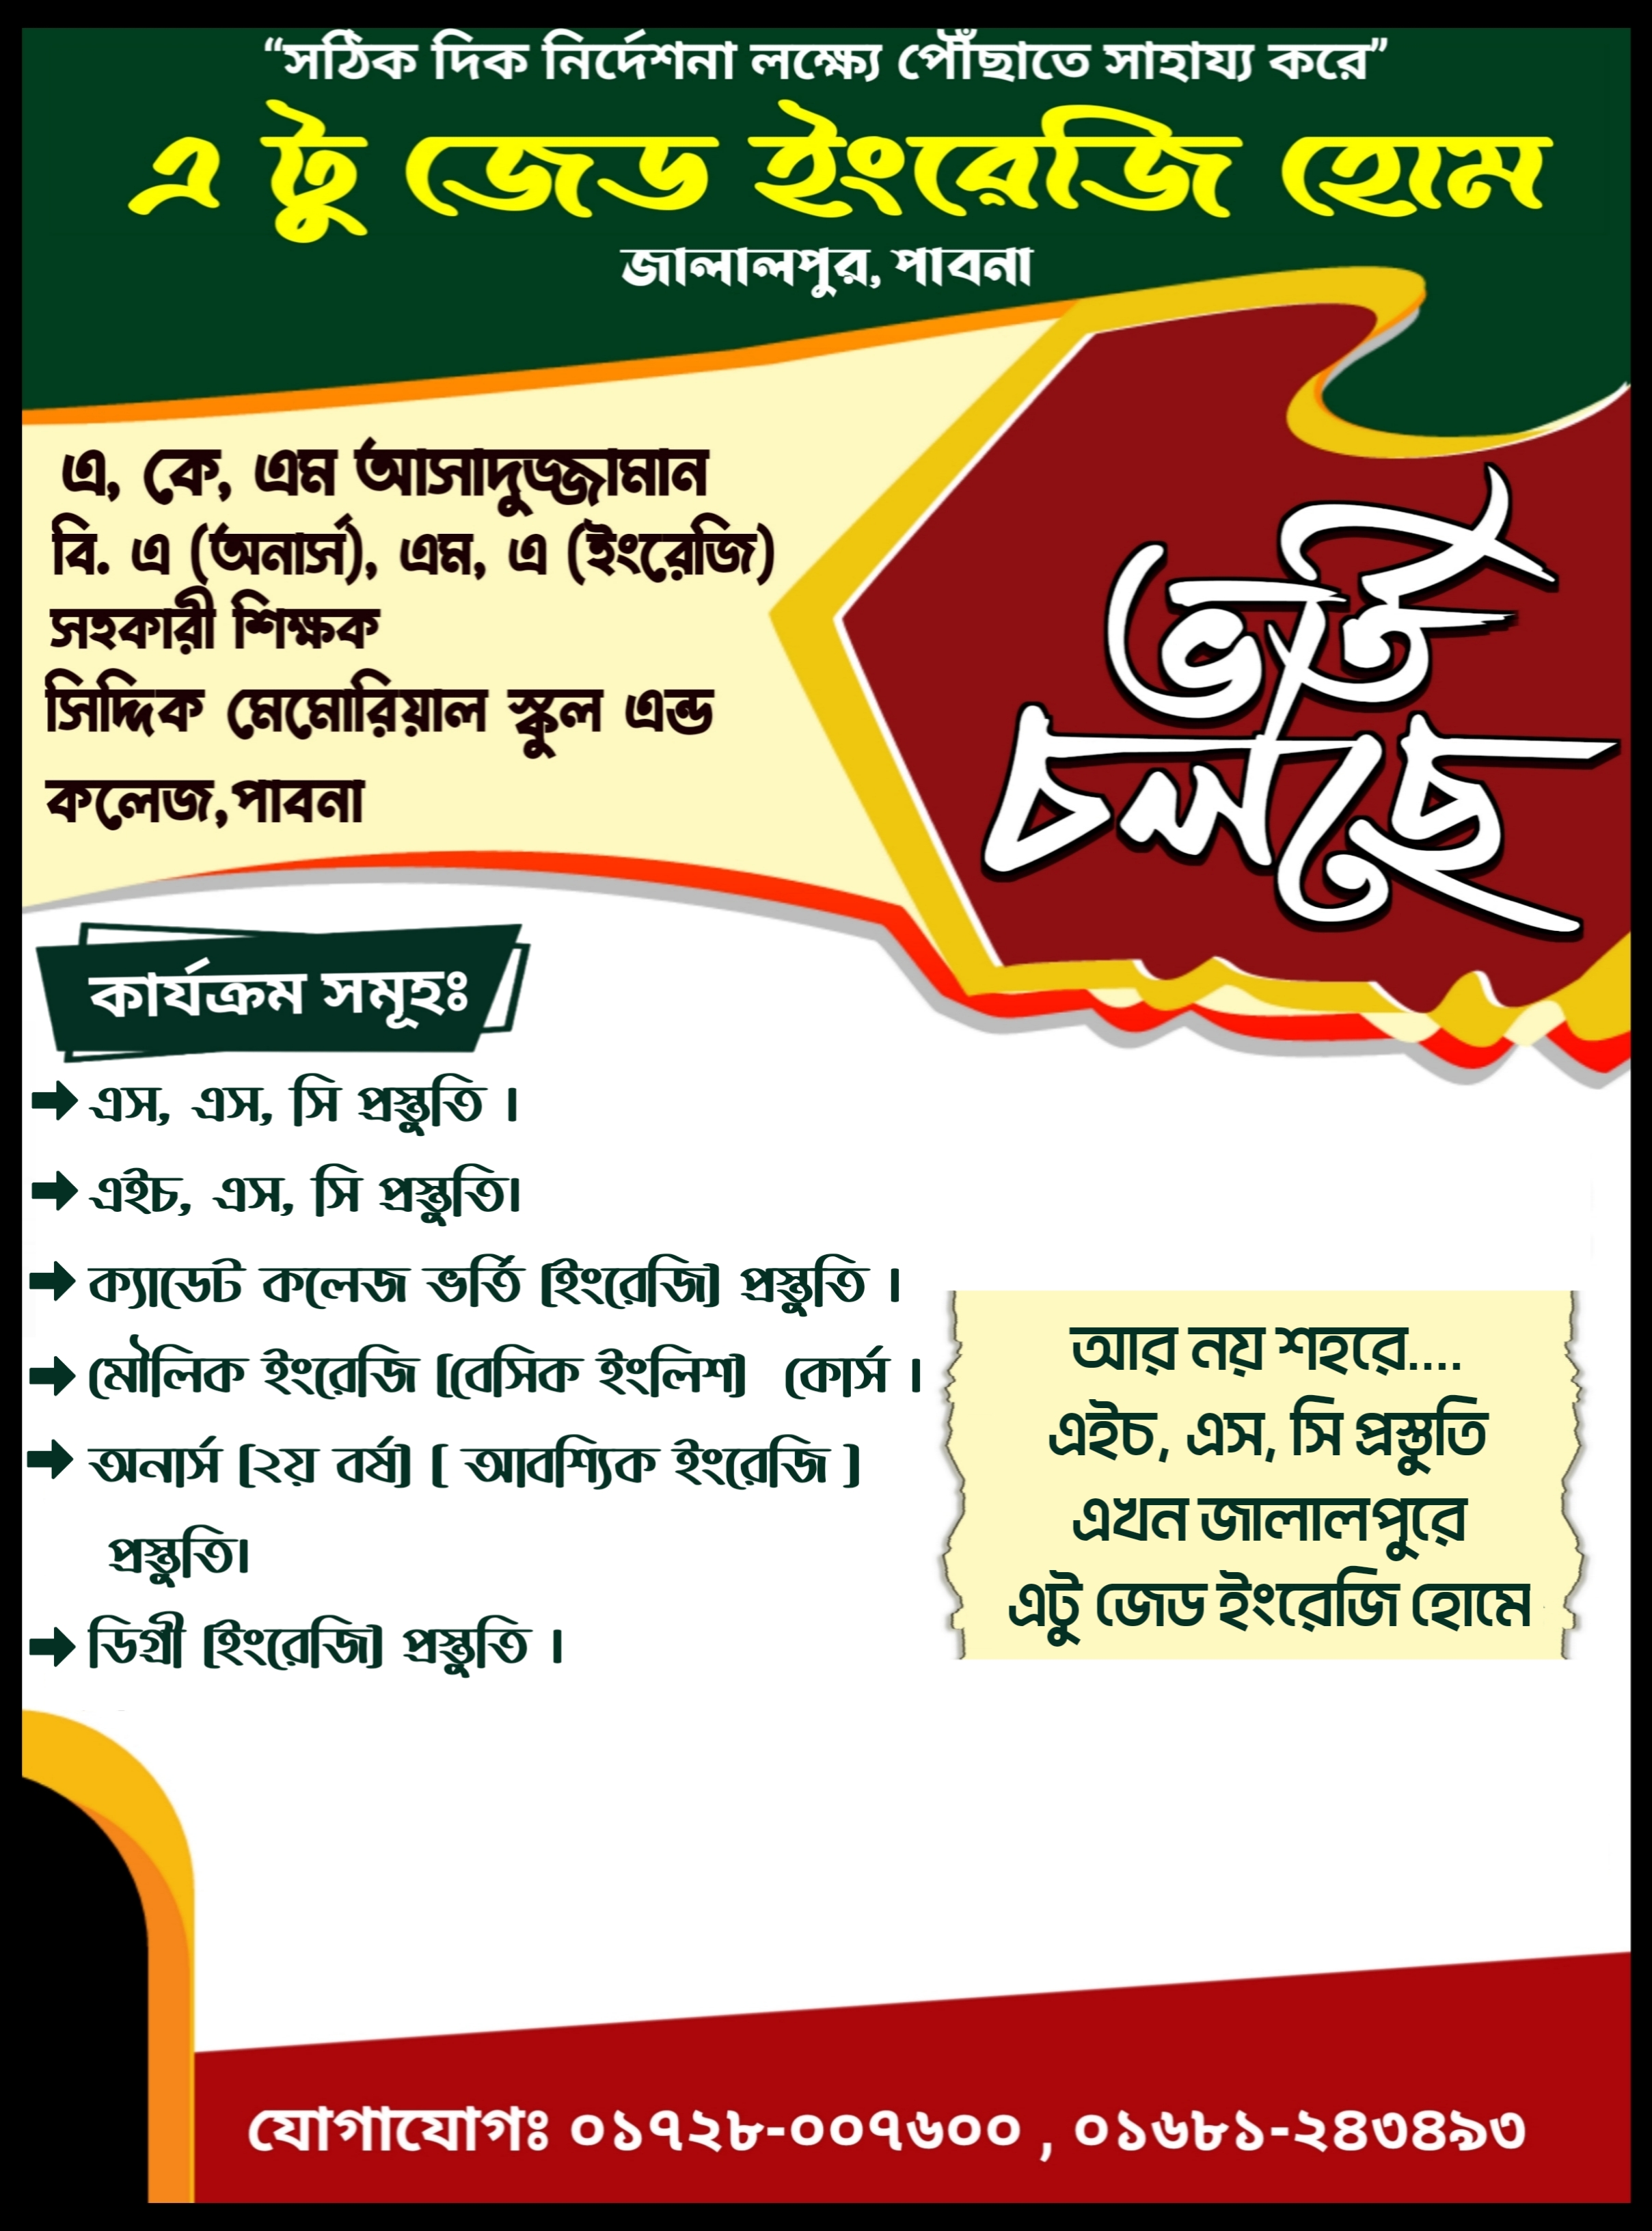 “সঠিক দিক নির্দেশনা লক্ষ্যে পৌঁছাতে সাহায্য করে”
এ টু জেড ইংরেজি হোম
জালালপুর, পাবনা
এ, কে, এম আসাদুজ্জামান
বি. এ (অনার্স), এম, এ (ইংরেজি)
সহকারী শিক্ষক
সিদ্দিক মেমোরিয়াল স্কুল এন্ড
কলেজ,পাবনা
ভর্তি
চলছে
কার্যক্রম সমূহঃ
এস, এস, সি প্রস্তুতি ।
এইচ, এস, সি প্রস্তুতি।
ক্যাডেট কলেজ ভর্তি [ইংরেজি] প্রস্তুতি ।
মৌলিক ইংরেজি [বেসিক ইংলিশ] কোর্স ।
অনার্স [২য় বর্ষ] [ আবশ্যিক ইংরেজি ]
প্রস্তুতি।
ডিগ্রী [ইংরেজি] প্রস্তুতি ।
আর নয় শহরে....
এইচ, এস, সি প্রস্তুতি
এখন জালালপুরে
এটু জেড ইংরেজি হোমে
যোগাযোগঃ ০১৭২৮-০০৭৬০০ , ০১৬৮১-২৪৩৪৯৩